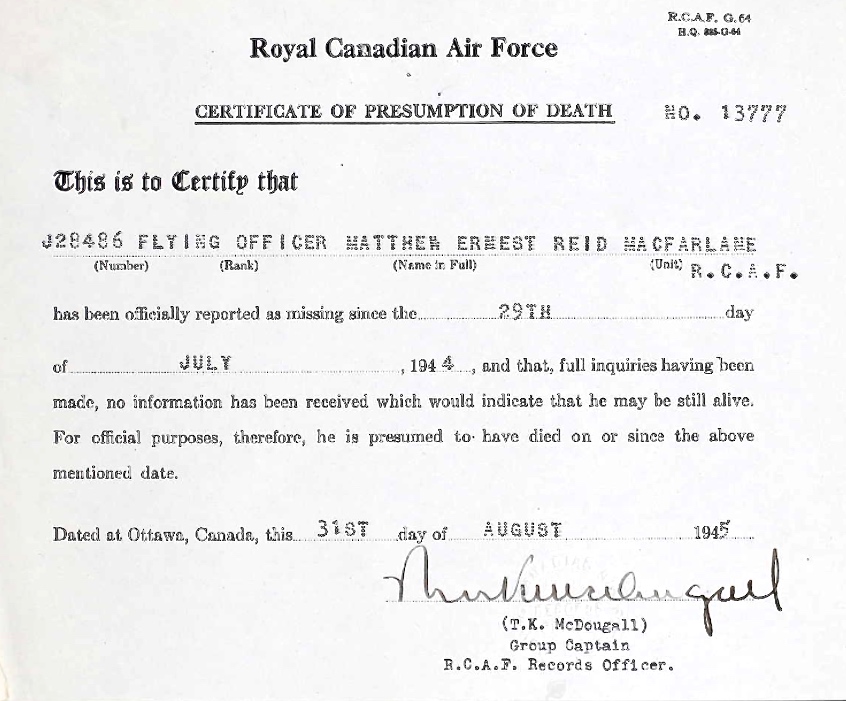 R.C.A.F. G. 64
H.Q. 885-G-64
Royal Canadian Air Force
CERTIFICATE OF PRESUMPTION OF DEATH NO. 13777
This is to Certify that
J28486 FLYING OFFICER MATTHEW ERNEST REID MACFARLANE
(Number) (Rank) (Name in Full) (Unit) R.C.A.F.
has been officially reported as missing since the 29TH day
of JULY , 194 4 , and that, full inquiries having been
made, no information has been received which would indicate that he may be still alive.
For official purposes, therefore, he is presumed to have died on or since the above
mentioned date.
Dated at Ottawa, Canada, this 31ST day of AUGUST 1945
(T.K. McDougall)
Group Captain
R.C.A.F. Records Officer.